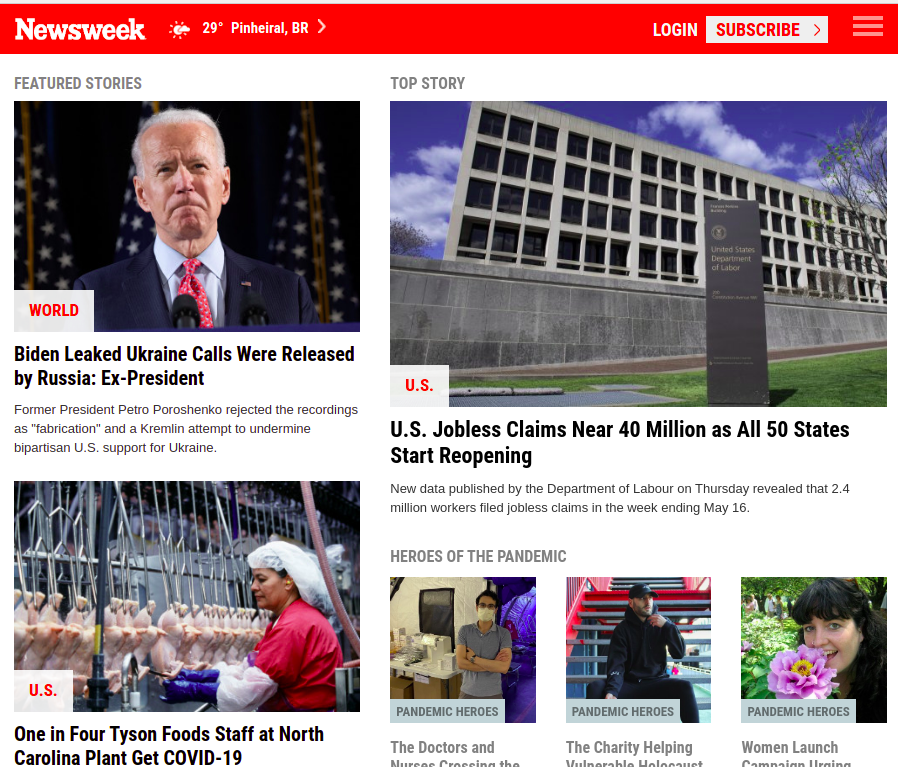 Newsweek
29° Pinheiral, BR
LOGIN
SUBSCRIBE
FEATURED STORIES
WORLD
Biden Leaked Ukraine Calls Were Released
by Russia: Ex-President
Former President Petro Poroshenko rejected the recordings
as "fabrication" and a Kremlin attempt to undermine
bipartisan U.S. support for Ukraine.
U.S.
One in Four Tyson Foods Staff at North
Carolina Plant Get COVID-19
TOP STORY
United States
Department
of Labor
U.S.
U.S. Jobless Claims Near 40 Million as All 50 States
Start Reopening
New data published by the Department of Labour on Thursday revealed that 2.4
million workers filed jobless claims in the week ending May 16.
HEROES OF THE PANDEMIC
PANDEMIC HEROES
The Doctors and
Nurses Crossing the
PANDEMIC HEROES
The Charity Helping
Vulnerable Holocaust
PANDEMIC HEROES
Women Launch
Campaign Urging